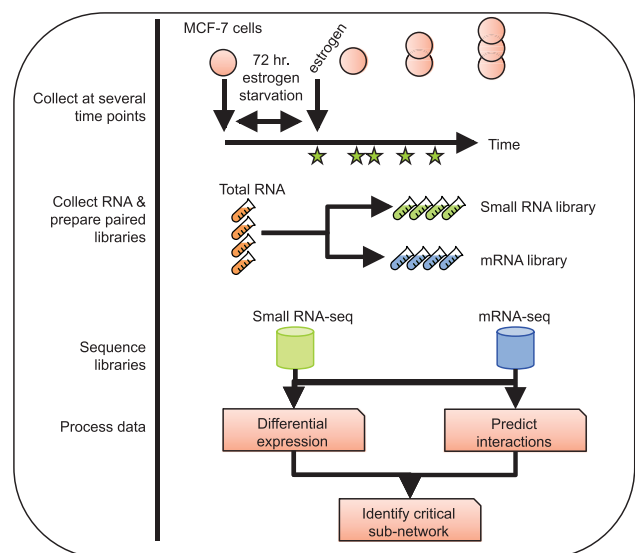 MCF-7 cells
72 hr.
estrogen
starvation
estrogen
Collect at several
time points
Time
Collect RNA &
prepare paired
libraries
Total RNA
Small RNA library
mRNA library
Small RNA-seq
mRNA-seq
Sequence
libraries
Process data
Differential
expression
Predict
interactions
Identify critical
sub-network